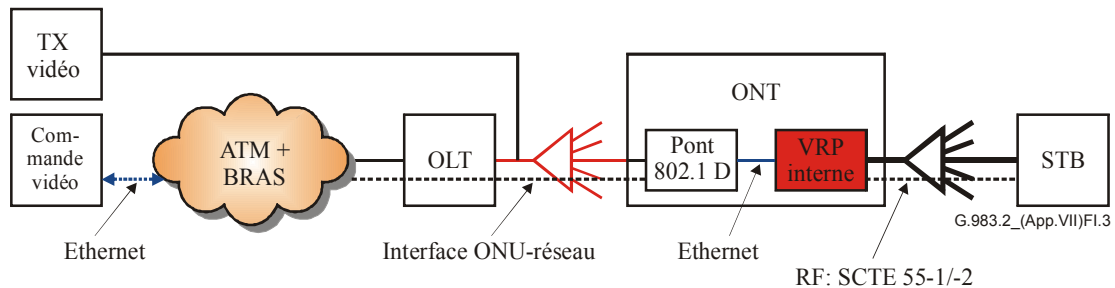 TX
vidéo
Com-
mande
vidéo
ATM +
BRAS
OLT
ONT
Pont
802.1 D
VRP
interne
STB
G.983.2_(App.VII)FI.3
Ethernet
Interface ONU-réseau
Ethernet
RF: SCTE 55-1/-2